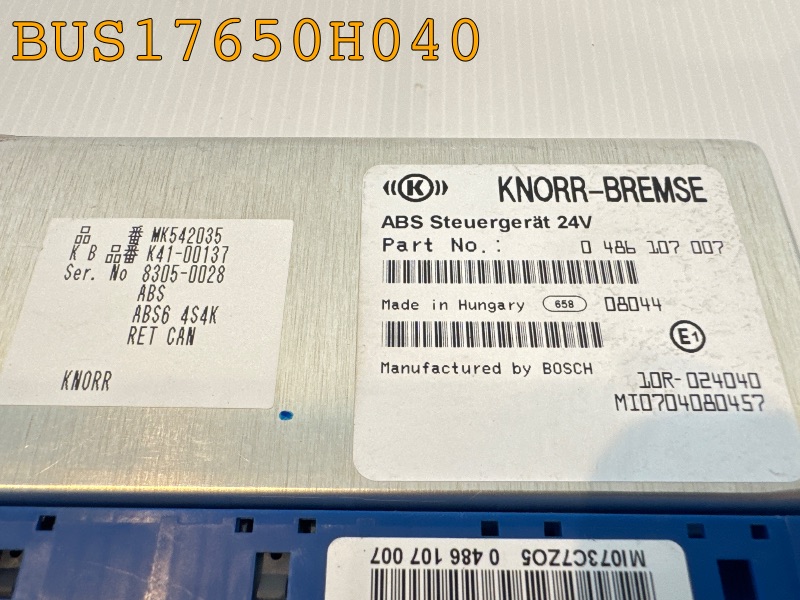 BUS17650H040
品 番 MK542035
K B 品番 K41-00137
Ser. No 8305-0028
ABS
ABS6 4S4K
RET CAN
KNORR
((K)) KNORR-BREMSE
ABS Steuergerät 24V
Part No.: 0 486 107 007
Made in Hungary 658 08044
E1
Manufactured by BOSCH
10R-024040
MI0704080457
MI073C7Z05 0 486 107 007